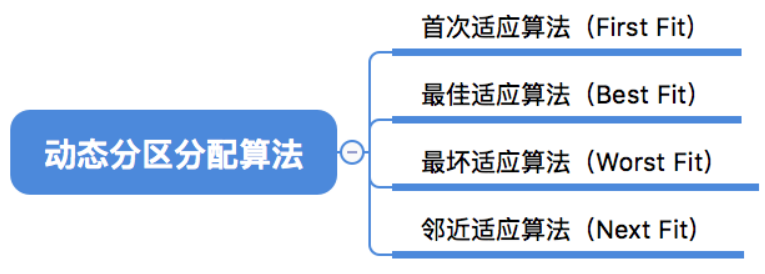 首次适应算法（First Fit）
最佳适应算法（Best Fit）
动态分区分配算法
最坏适应算法（Worst Fit）
邻近适应算法（Next Fit）